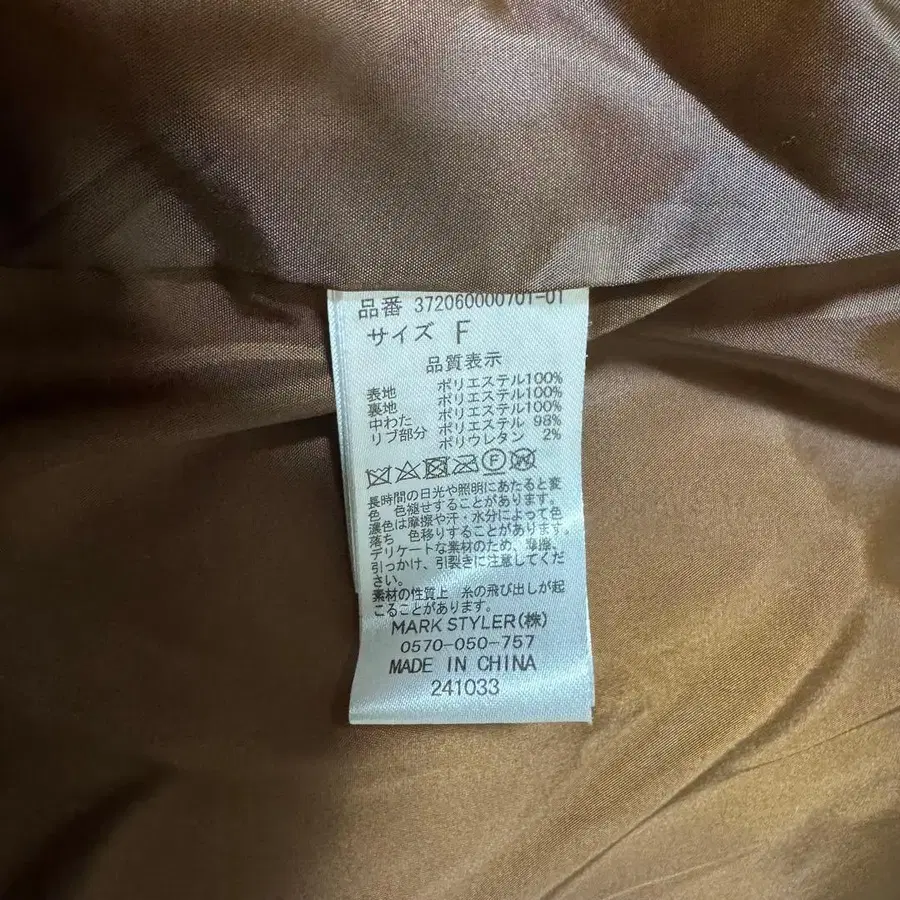 品番 372060000701-01
サイズ F
品質表示
表地 ポリエステル100%
裏地 ポリエステル100%
中わた ポリエステル100%
リブ部分 ポリエステル 98%
ポリウレタン 2%
F W
長時間の日光や照明にあたると変
色 色褪せすることがあります。
濃色は摩擦や汗・水分によって色
落ち 色移りすることがあります。
デリケートな素材のため、摩擦、
引っかけ、引裂きに注意してくだ
さい。
素材の性質上 糸の飛び出しが起
こることがあります。
MARK STYLER(株)
0570-050-757
MADE IN CHINA
241033